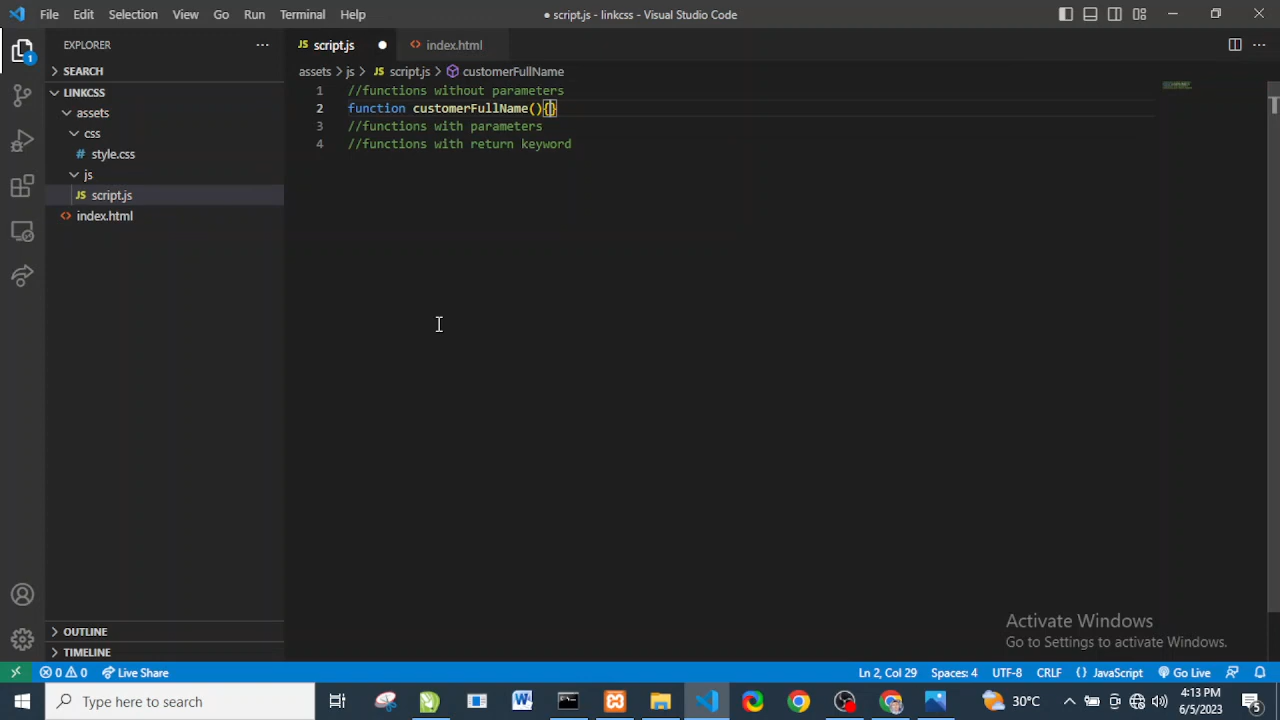 File Edit Selection View Go Run Terminal Help
● script.js - linkcss - Visual Studio Code
EXPLORER
SEARCH
LINKCSS
assets
css
# style.css
js
JS script.js
<> index.html
OUTLINE
TIMELINE
JS script.js ●
<> index.html
assets > js > JS script.js > customerFullName
1 //functions without parameters
2 function customerFullName(){}
3 //functions with parameters
4 //functions with return keyword
Activate Windows
Go to Settings to activate Windows.
0 0 Live Share
Ln 2, Col 29 Spaces: 4 UTF-8 CRLF {} JavaScript Go Live
Type here to search
30°C
4:13 PM
6/5/2023
1
5